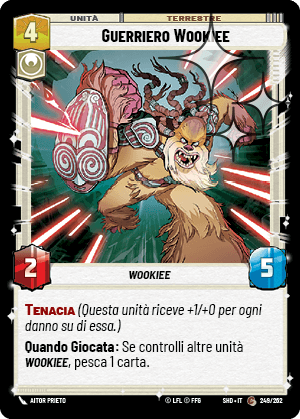 UNITÀ
TERRESTRE
4
Guerriero Wookiee
2
WOOKIEE
5
Tenacia (Questa unità riceve +1/+0 per ogni
danno su di essa.)
Quando Giocata: Se controlli altre unità
WOOKIEE, pesca 1 carta.
AITOR PRIETO
© LFL © FFG
SHD • IT
249/262